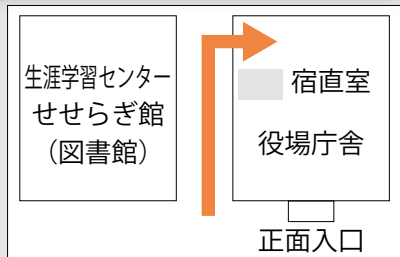 生涯学習センター
せせらぎ館
（図書館）
宿直室
役場庁舎
正面入口